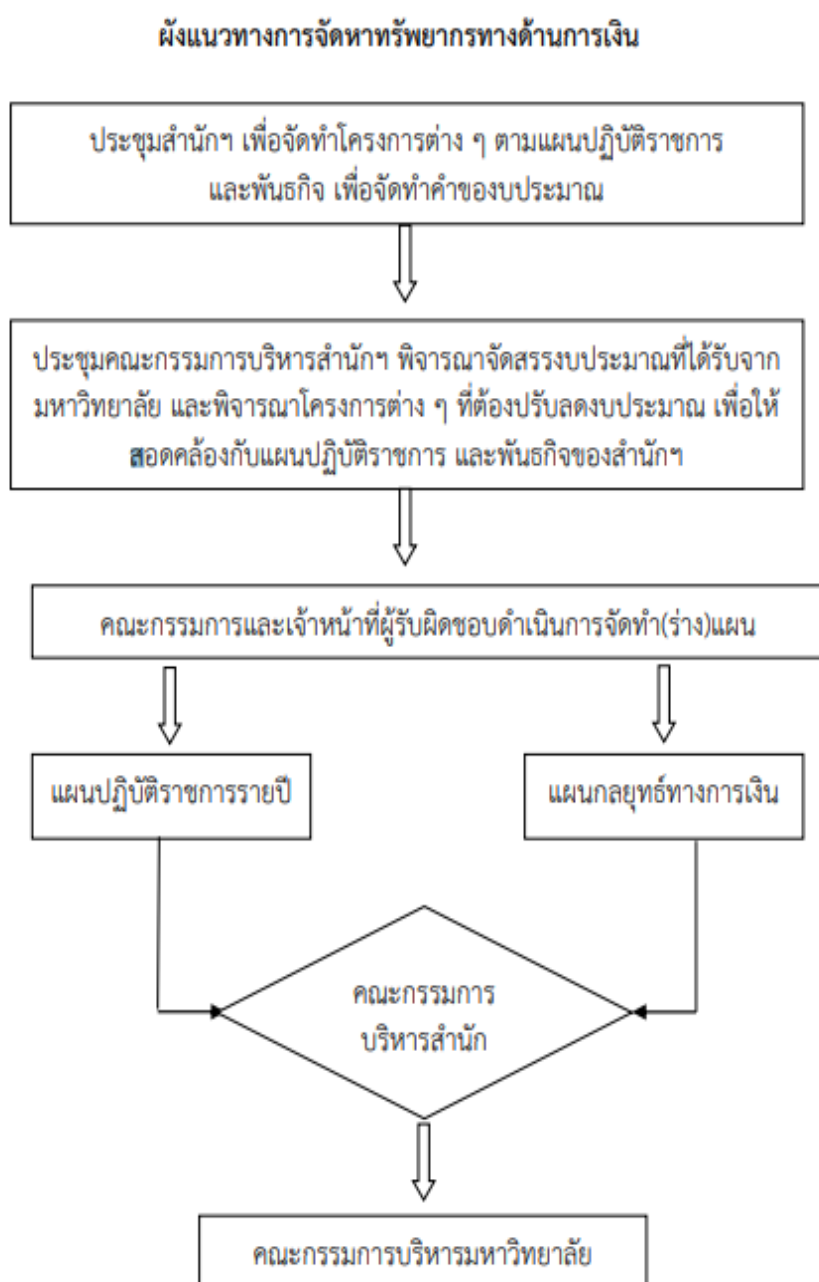 ผังแนวทางการจัดหาทรัพยากรทางด้านการเงิน
ประชุมสำนักฯ เพื่อจัดทำโครงการต่าง ๆ ตามแผนปฏิบัติราชการ
และพันธกิจ เพื่อจัดทำคำของบประมาณ
ประชุมคณะกรรมการบริหารสำนักฯ พิจารณาจัดสรรงบประมาณที่ได้รับจาก
มหาวิทยาลัย และพิจารณาโครงการต่าง ๆ ที่ต้องปรับลดงบประมาณ เพื่อให้
สอดคล้องกับแผนปฏิบัติราชการ และพันธกิจของสำนักฯ
คณะกรรมการและเจ้าหน้าที่ผู้รับผิดชอบดำเนินการจัดทำ(ร่าง)แผน
แผนปฏิบัติราชการรายปี
แผนกลยุทธ์ทางการเงิน
คณะกรรมการ
บริหารสำนัก
คณะกรรมการบริหารมหาวิทยาลัย